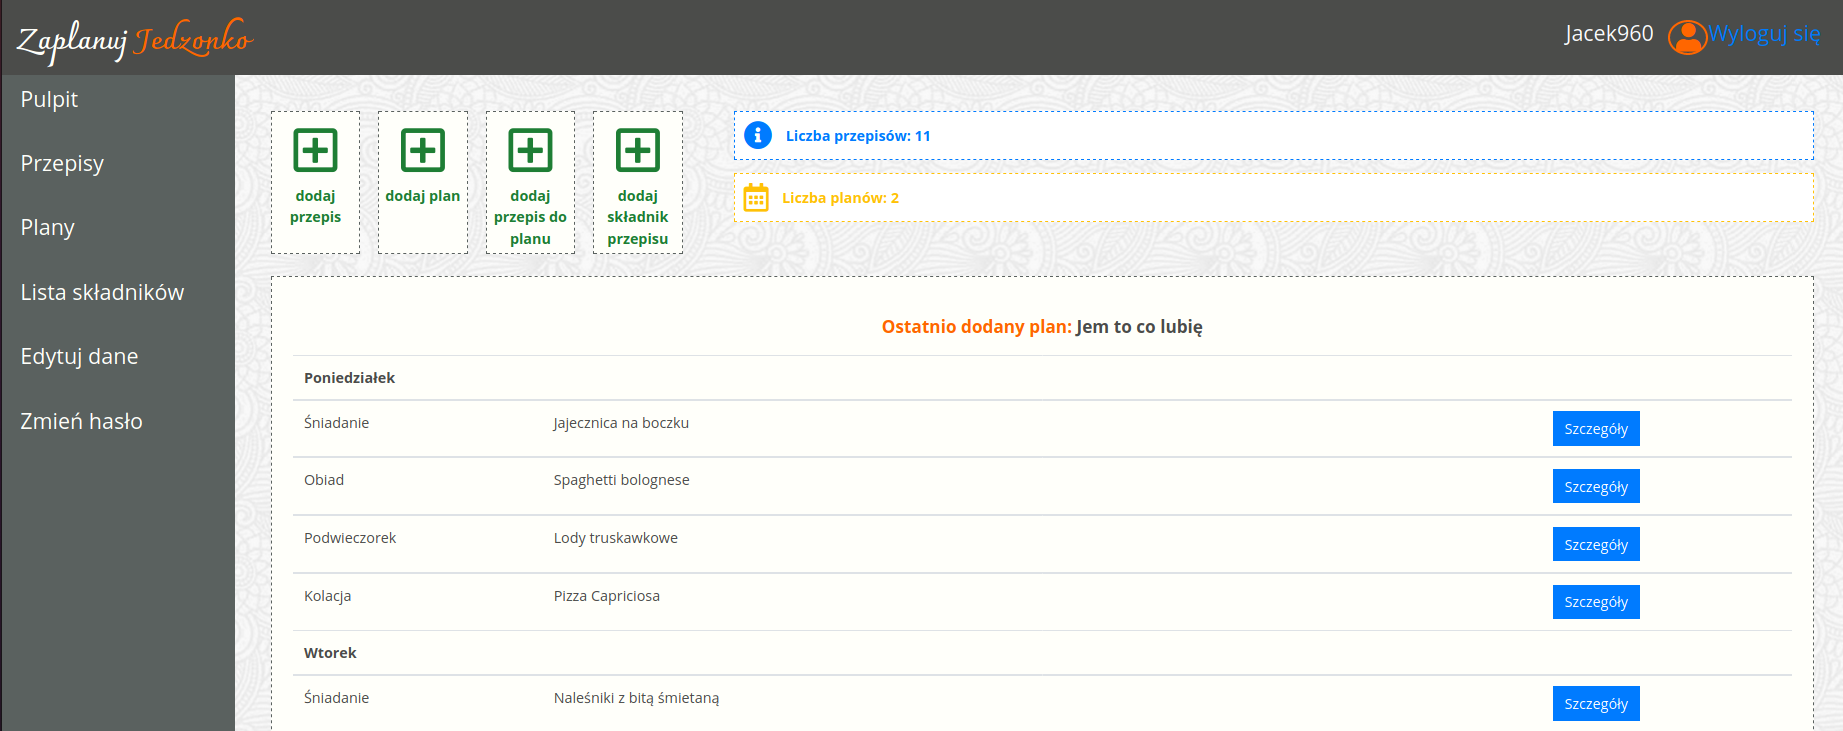 Zaplanuj Jedzonko
Jacek960 Wyloguj się
Pulpit
Przepisy
Plany
Lista składników
Edytuj dane
Zmień hasło
dodaj
przepis
dodaj plan
dodaj
przepis do
planu
dodaj
składnik
przepisu
Liczba przepisów: 11
Liczba planów: 2
Ostatnio dodany plan: Jem to co lubię
Poniedziałek
Śniadanie Jajecznica na boczku Szczegóły
Obiad Spaghetti bolognese Szczegóły
Podwieczorek Lody truskawkowe Szczegóły
Kolacja Pizza Capriciosa Szczegóły
Wtorek
Śniadanie Naleśniki z bitą śmietaną Szczegóły